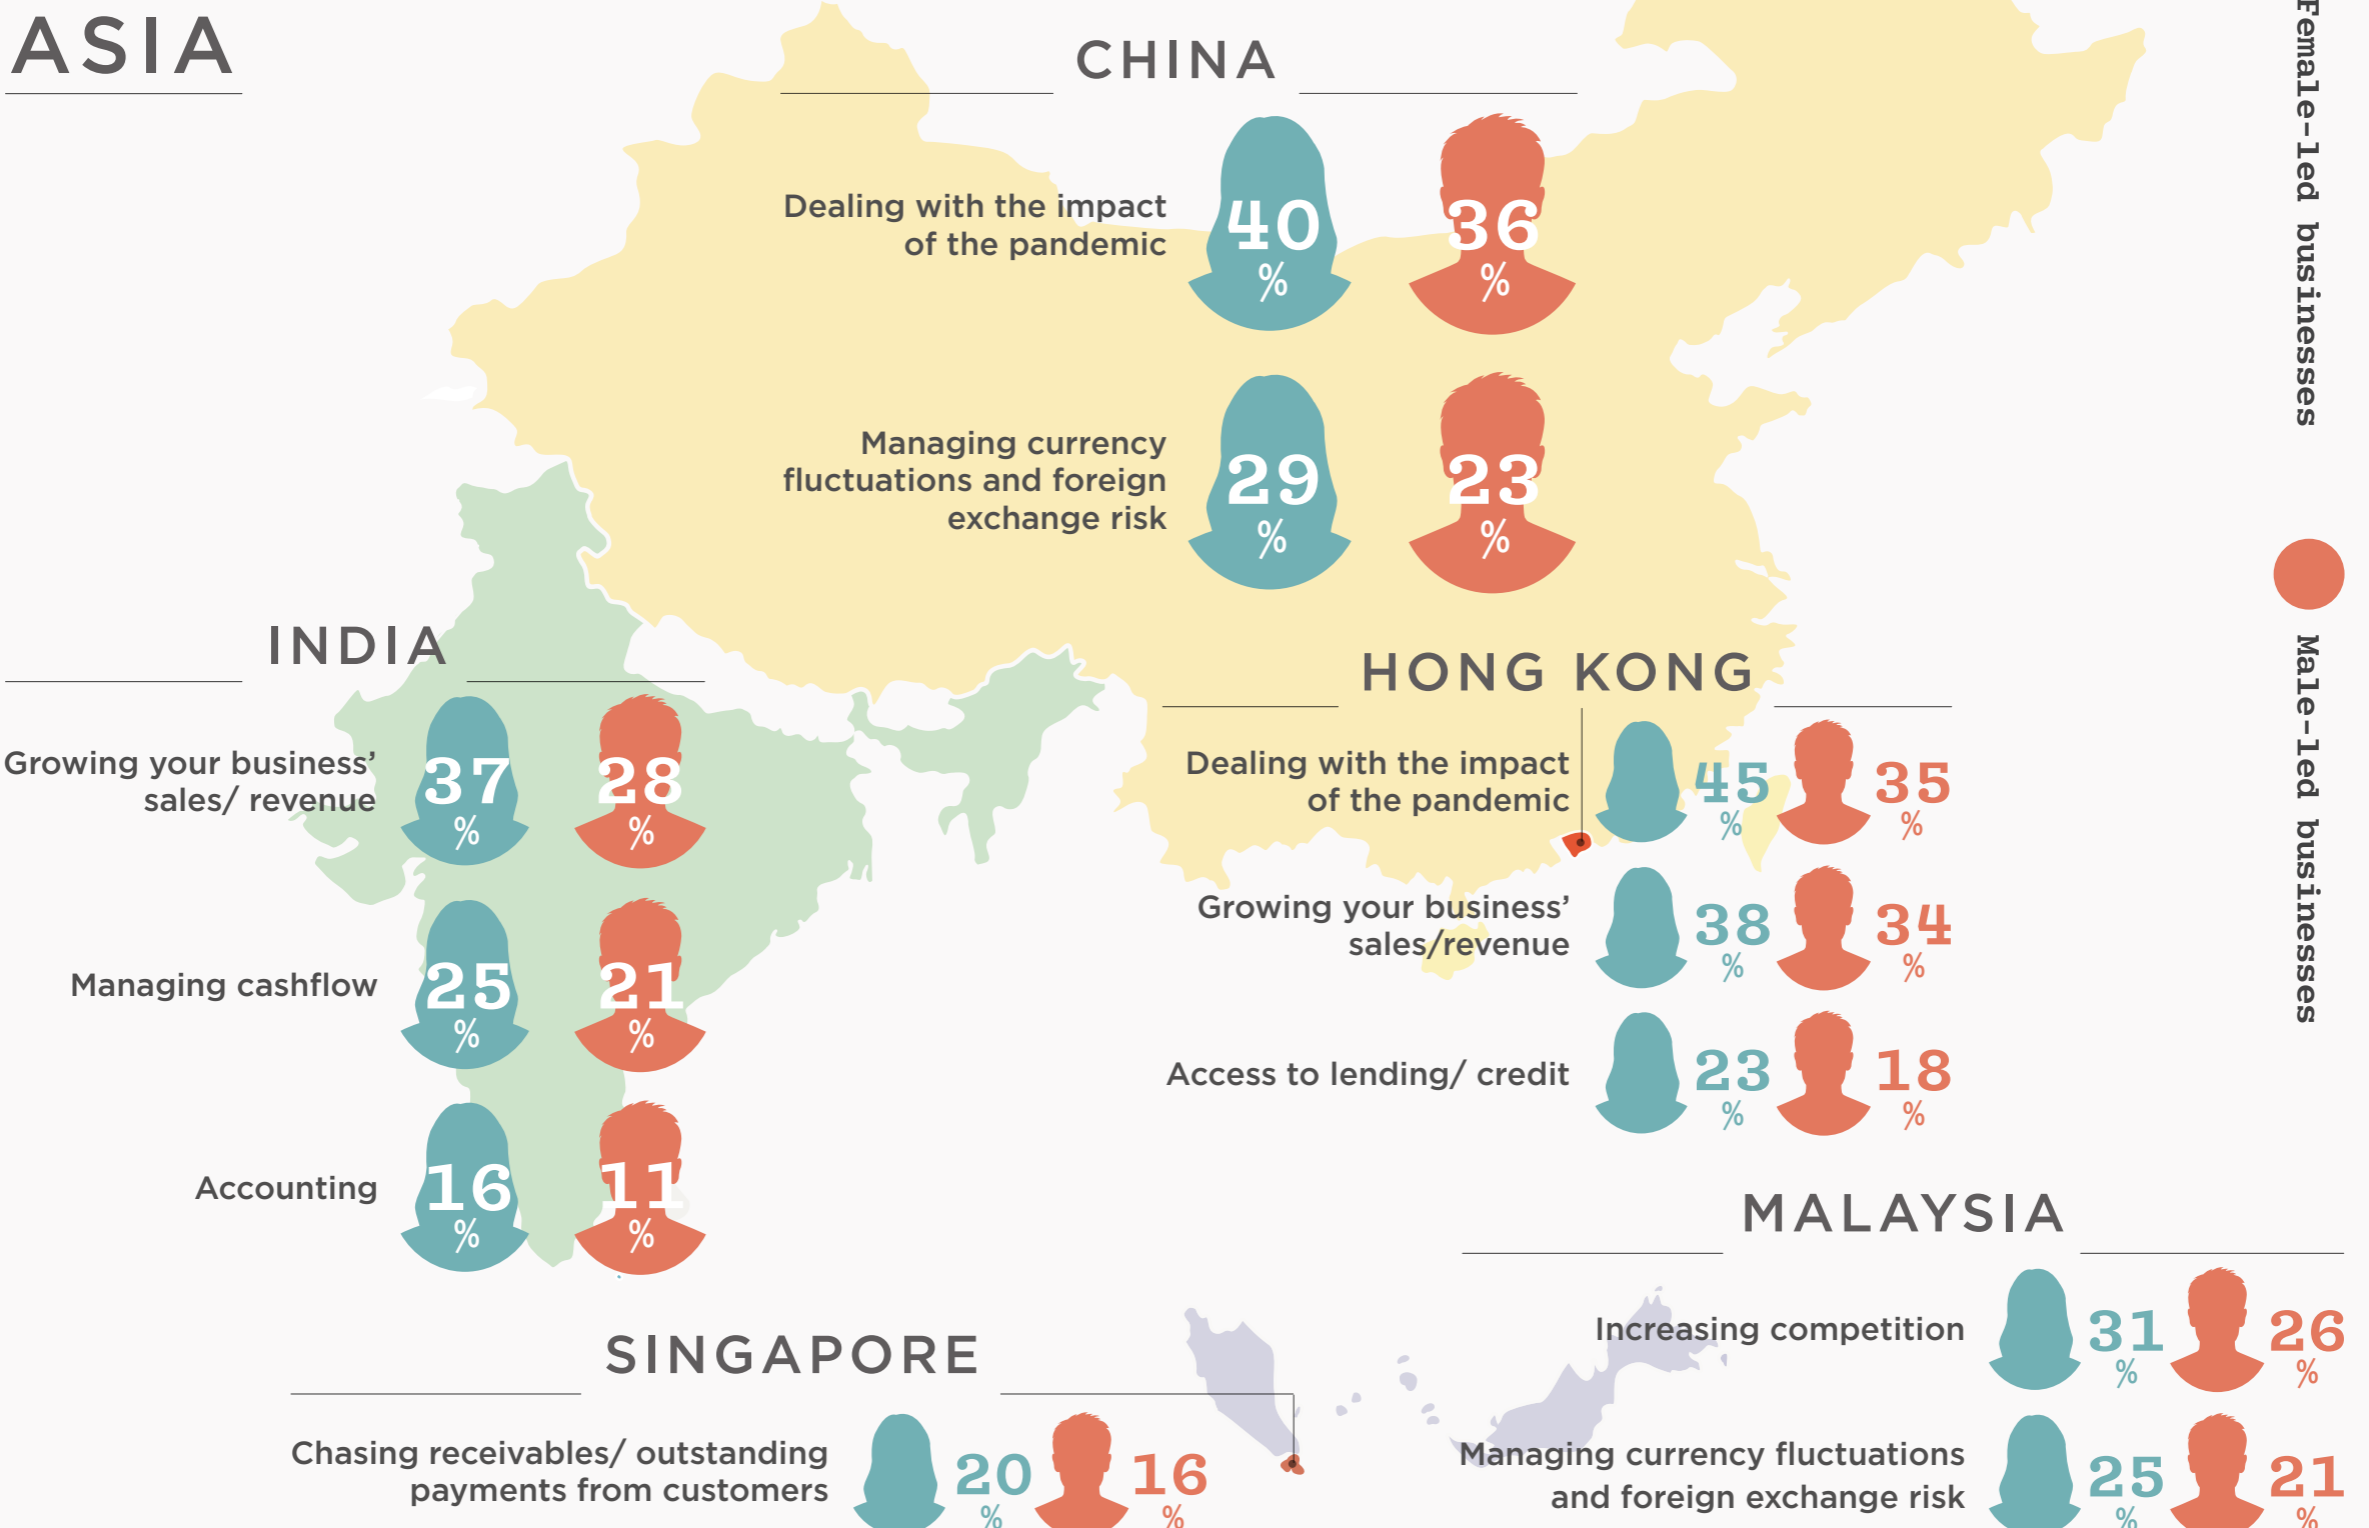 ASIA
CHINA
Dealing with the impact
of the pandemic
40
%
36
%
Managing currency
fluctuations and foreign
exchange risk
29
%
23
%
INDIA
Growing your business’
sales/ revenue
37
%
28
%
Managing cashflow
25
%
21
%
Accounting
16
%
11
%
HONG KONG
Dealing with the impact
of the pandemic
45
%
35
%
Growing your business’
sales/revenue
38
%
34
%
Access to lending/ credit
23
%
18
%
MALAYSIA
Increasing competition
31
%
26
%
Managing currency fluctuations
and foreign exchange risk
25
%
21
%
SINGAPORE
Chasing receivables/ outstanding
payments from customers
20
%
16
%
Female-led businesses
Male-led businesses